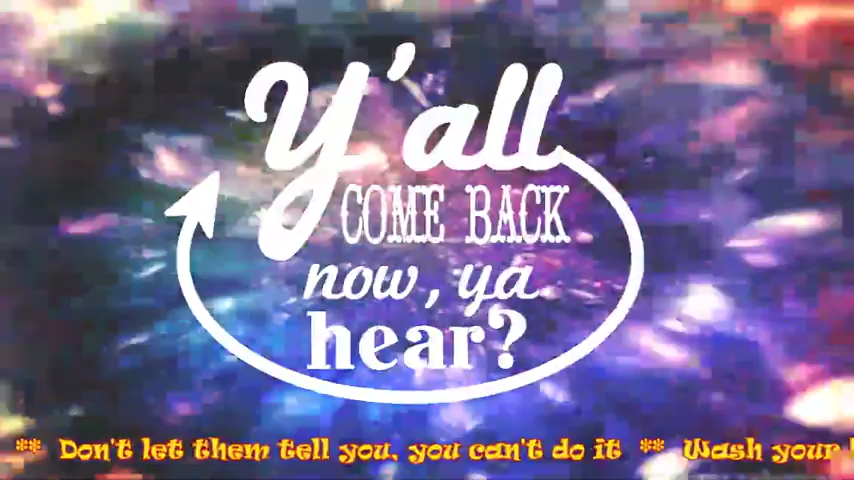 Y'all
COME BACK
now, ya
hear?
** Don't let them tell you, you can't do it ** Wash your